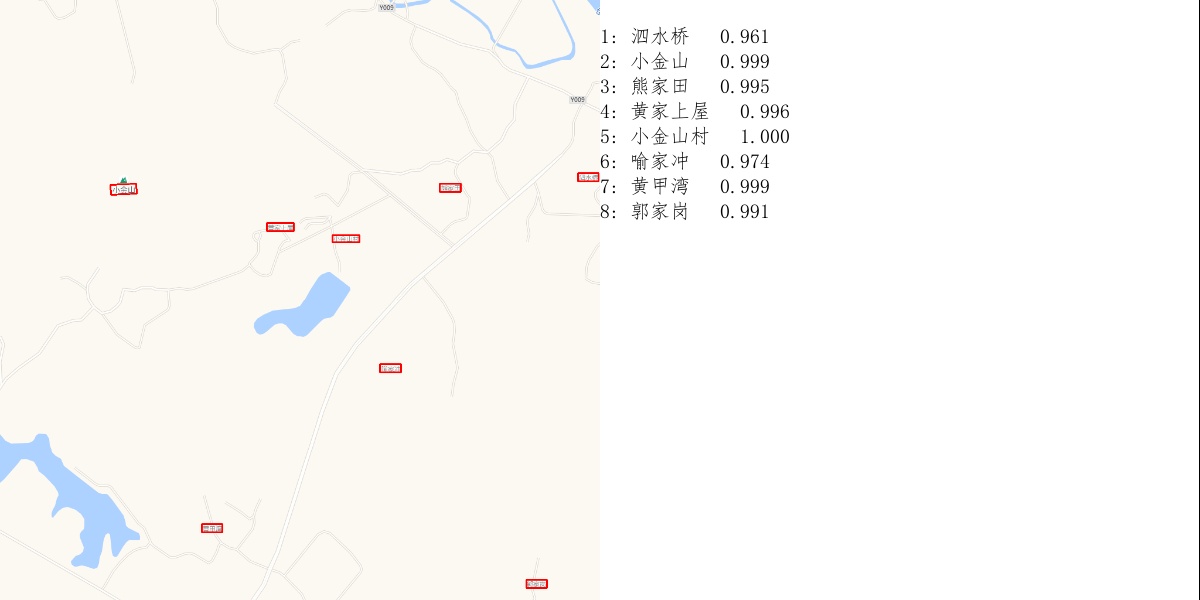 Y009
Y009
小金山
1: 泗水桥 0.961
2: 小金山 0.999
3: 熊家田 0.995
4: 黄家上屋 0.996
5: 小金山村 1.000
6: 喻家冲 0.974
7: 黄甲湾 0.999
8: 郭家岗 0.991